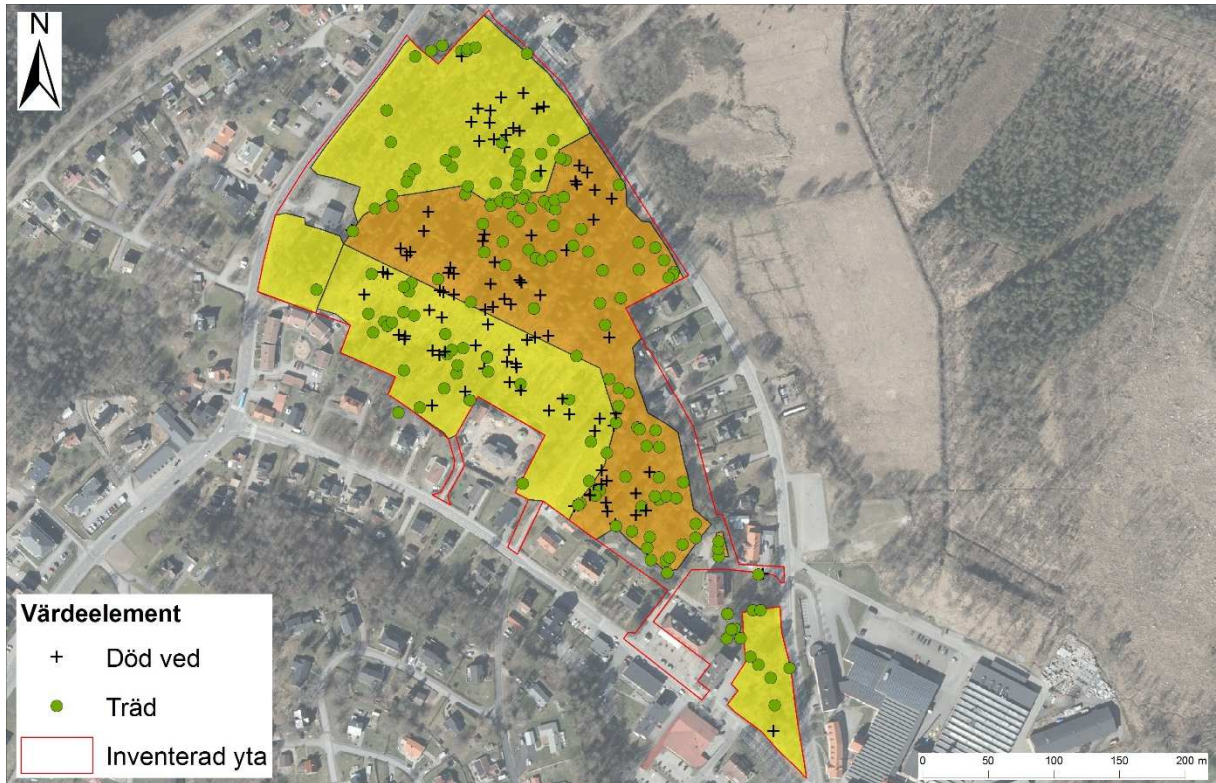 N
Värdeelement
Död ved
Träd
Inventerad yta
0 50 100 150 200 m